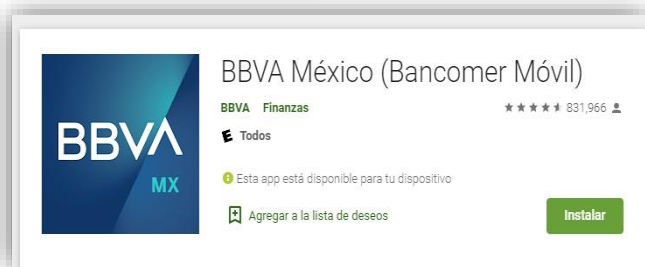 BBVA
MX
BBVA México (Bancomer Móvil)
BBVA Finanzas 831,966
E Todos
Esta app está disponible para tu dispositivo
Agregar a la lista de deseos
Instalar